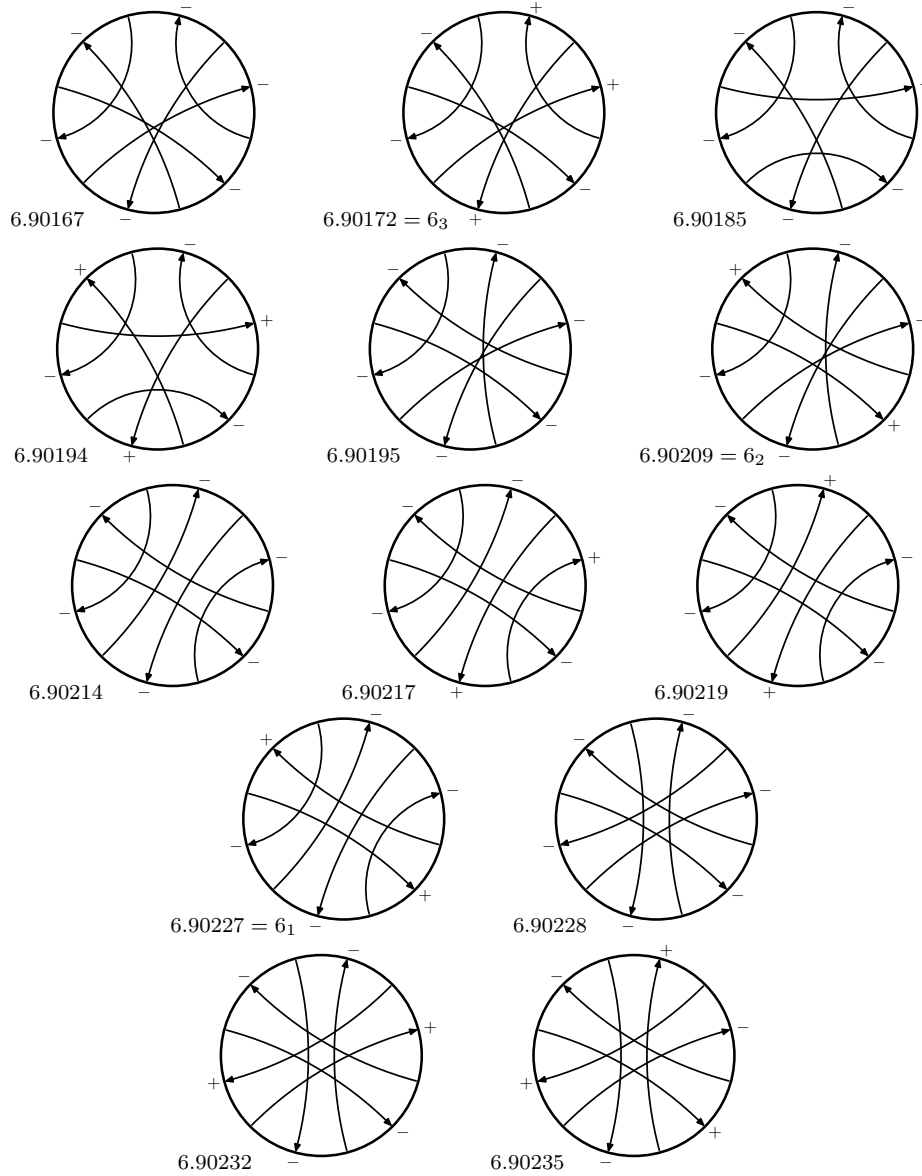 − + −
− − −
− + +
− − −
− − −
6.90167 − 6.90172 = 6₃ + 6.90185 −
− − −
+ − +
+ − −
− − −
− − +
6.90194 + 6.90195 − 6.90209 = 6₂ −
− − +
− − −
− + −
− − −
− − −
6.90214 − 6.90217 + 6.90219 +
− −
+ −
− −
− −
+ −
6.90227 = 6₁ − 6.90228 −
− +
− −
+ −
+ +
− +
6.90232 − 6.90235 −